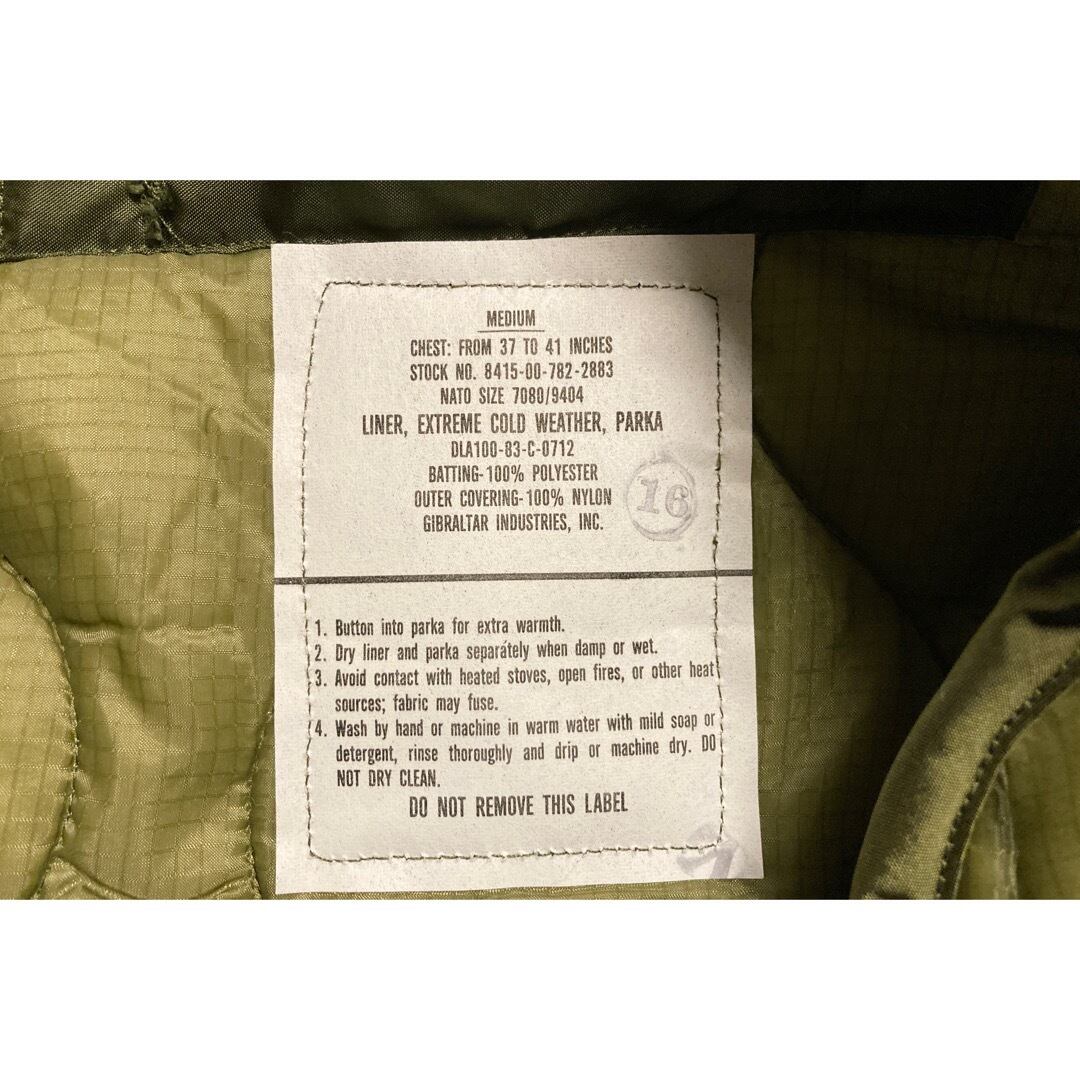 MEDIUM
CHEST: FROM 37 TO 41 INCHES
STOCK NO. 8415-00-782-2883
NATO SIZE 7080/9404
LINER, EXTREME COLD WEATHER, PARKA
DLA100-83-C-0712
BATTING-100% POLYESTER
OUTER COVERING-100% NYLON
GIBRALTAR INDUSTRIES, INC.
16
1. Button into parka for extra warmth.
2. Dry liner and parka separately when damp or wet.
3. Avoid contact with heated stoves, open fires, or other heat
sources; fabric may fuse.
4. Wash by hand or machine in warm water with mild soap or
detergent, rinse thoroughly and drip or machine dry. DO
NOT DRY CLEAN.
DO NOT REMOVE THIS LABEL